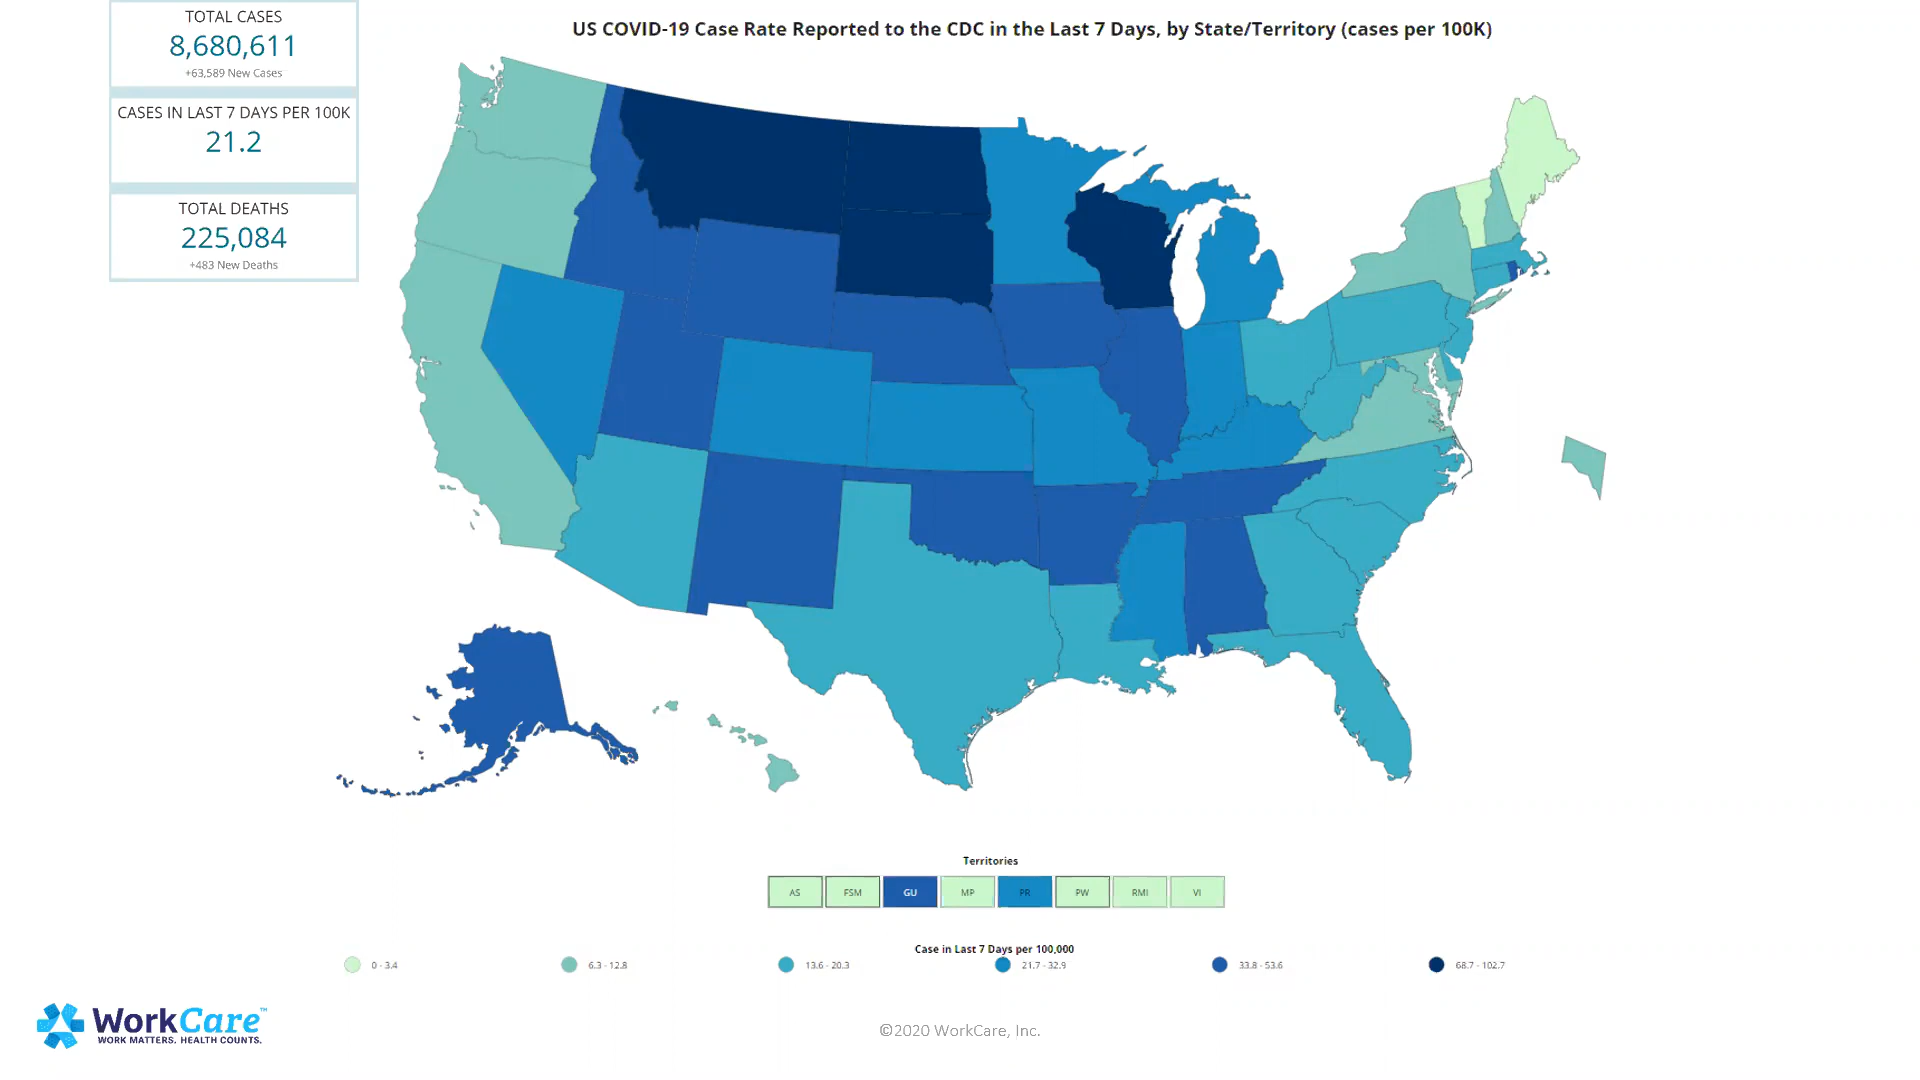 US COVID-19 Case Rate Reported to the CDC in the Last 7 Days, by State/Territory (cases per 100K)
TOTAL CASES
8,680,611
+63,589 New Cases
CASES IN LAST 7 DAYS PER 100K
21.2
TOTAL DEATHS
225,084
+483 New Deaths
Territories
AS FSM GU MP PR PW RMI VI
Case in Last 7 Days per 100,000
0 - 3.4 6.3 - 12.8 13.6 - 20.3 21.7 - 32.9 33.8 - 53.6 68.7 - 102.7
WorkCare™
WORK MATTERS. HEALTH COUNTS.
©2020 WorkCare, Inc.